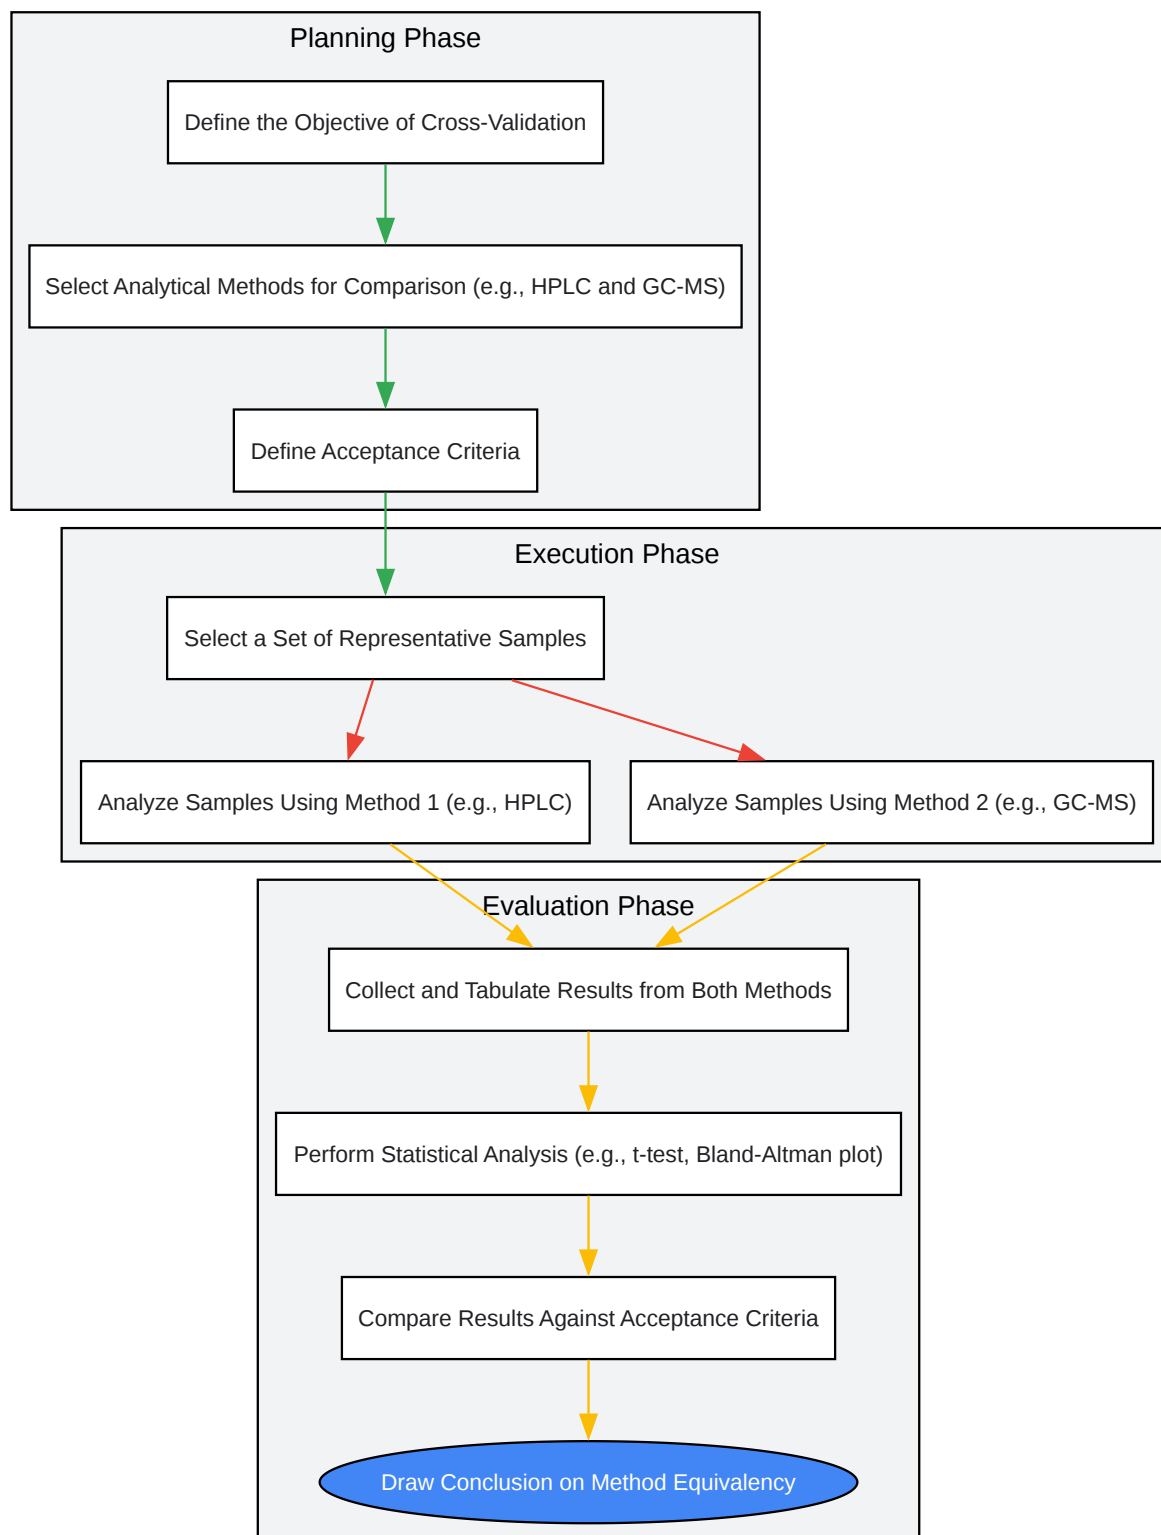 Planning Phase
Define the Objective of Cross-Validation
Select Analytical Methods for Comparison (e.g., HPLC and GC-MS)
Define Acceptance Criteria
Execution Phase
Select a Set of Representative Samples
Analyze Samples Using Method 1 (e.g., HPLC)
Analyze Samples Using Method 2 (e.g., GC-MS)
Evaluation Phase
Collect and Tabulate Results from Both Methods
Perform Statistical Analysis (e.g., t-test, Bland-Altman plot)
Compare Results Against Acceptance Criteria
Draw Conclusion on Method Equivalency